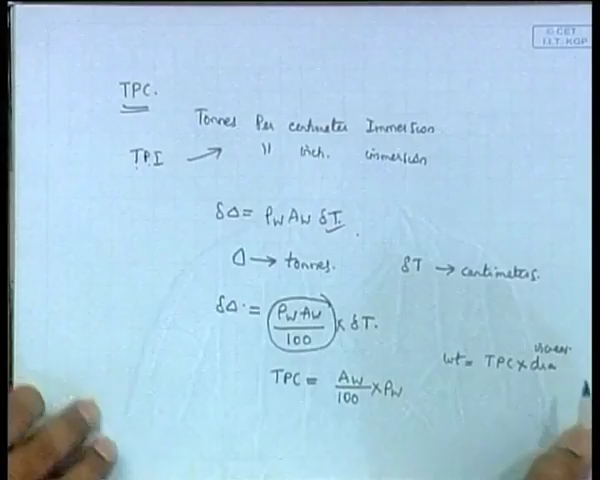 © CET
I.I.T. KGP
TPC.
Tonnes Per centimeter Immersion
TPI → " inch. immersion
δΔ = ρw Aw δT.
Δ → tonnes. δT → centimeters.
δΔ = ρw Aw / 100 × δT.
wt = TPC × dra
TPC = Aw / 100 × ρw